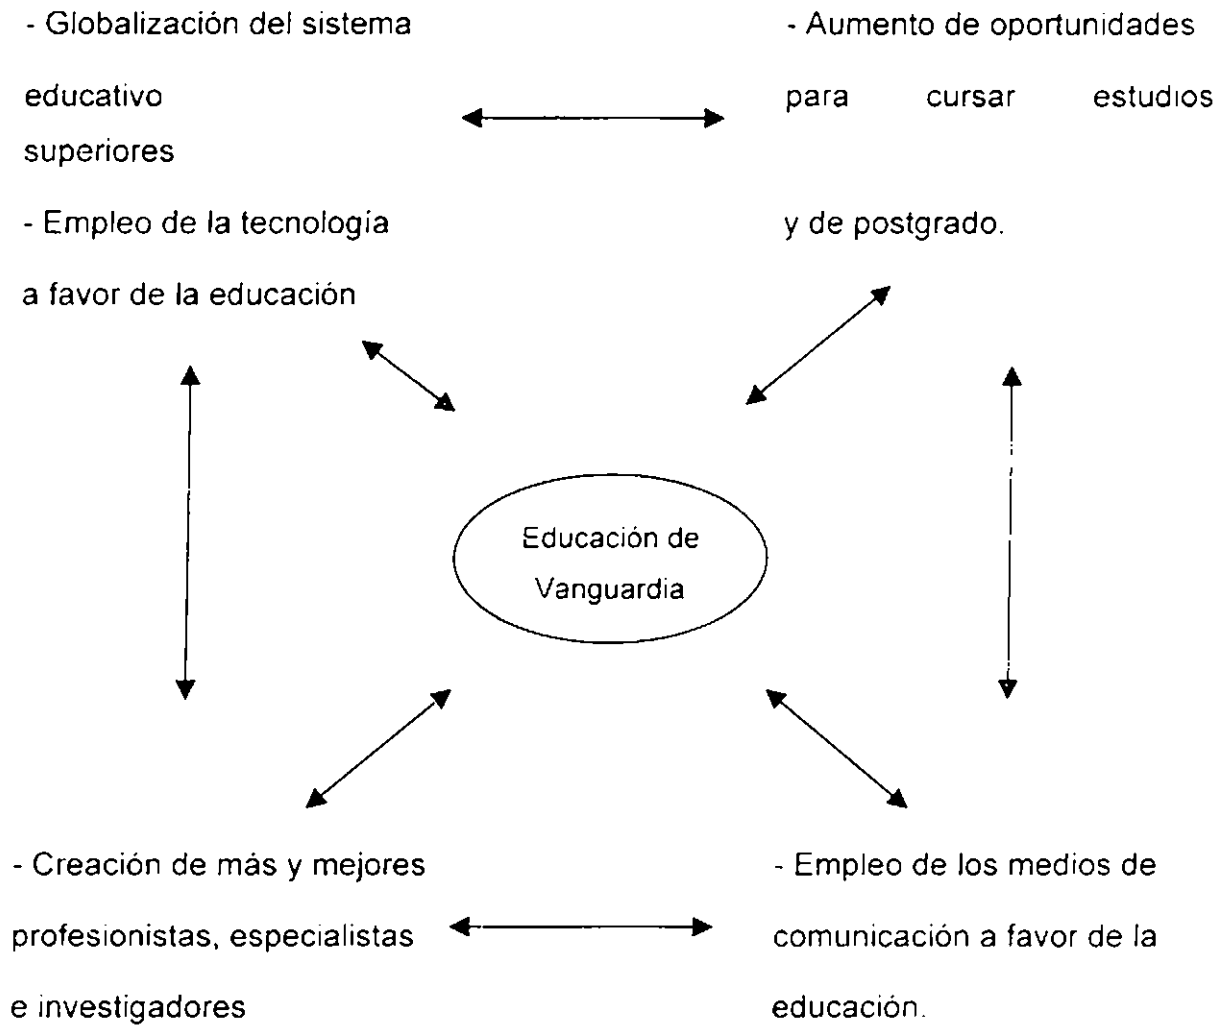 - Globalización del sistema
educativo
superiores
- Empleo de la tecnología
a favor de la educación
- Aumento de oportunidades
para cursar estudios
y de postgrado.
Educación de
Vanguardia
- Creación de más y mejores
profesionistas, especialistas
e investigadores
- Empleo de los medios de
comunicación a favor de la
educación.